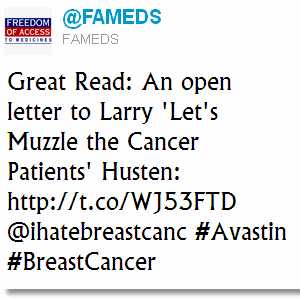 FREEDOM
OF ACCESS
TO MEDICINES
@FAMEDS
FAMEDS
Great Read: An open
letter to Larry 'Let's
Muzzle the Cancer
Patients' Husten:
http://t.co/WJ53FTD
@ihatebreastcanc #Avastin
#BreastCancer